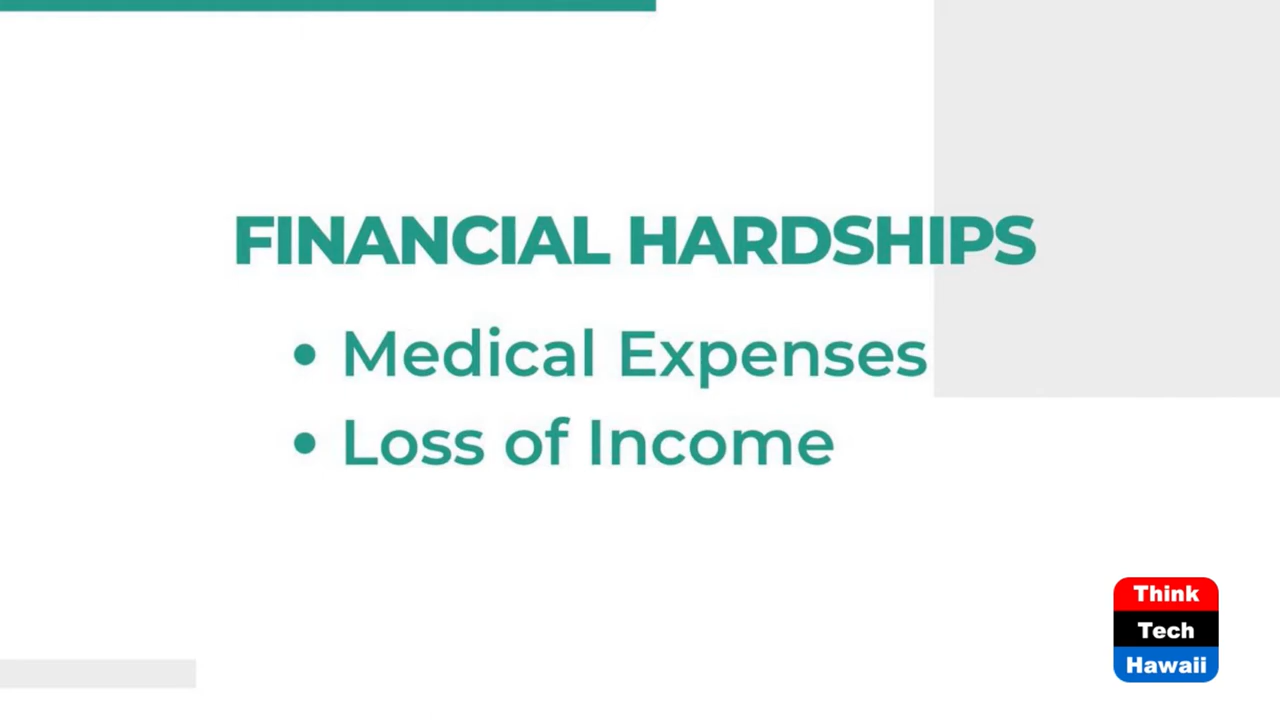 FINANCIAL HARDSHIPS
• Medical Expenses
• Loss of Income
Think
Tech
Hawaii